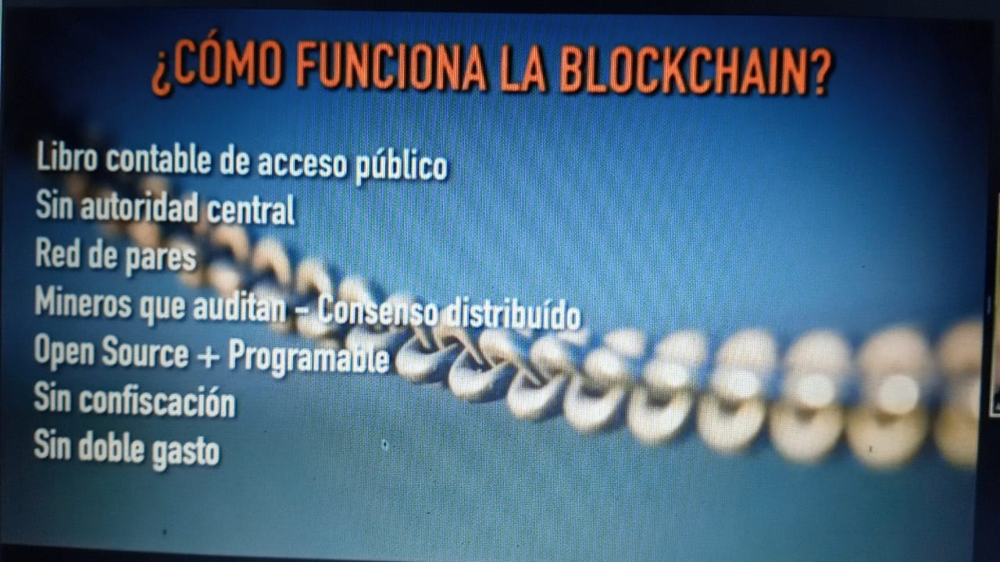 ¿CÓMO FUNCIONA LA BLOCKCHAIN?
Libro contable de acceso público
Sin autoridad central
Red de pares
Mineros que auditan - Consenso distribuído
Open Source + Programable
Sin confiscación
Sin doble gasto